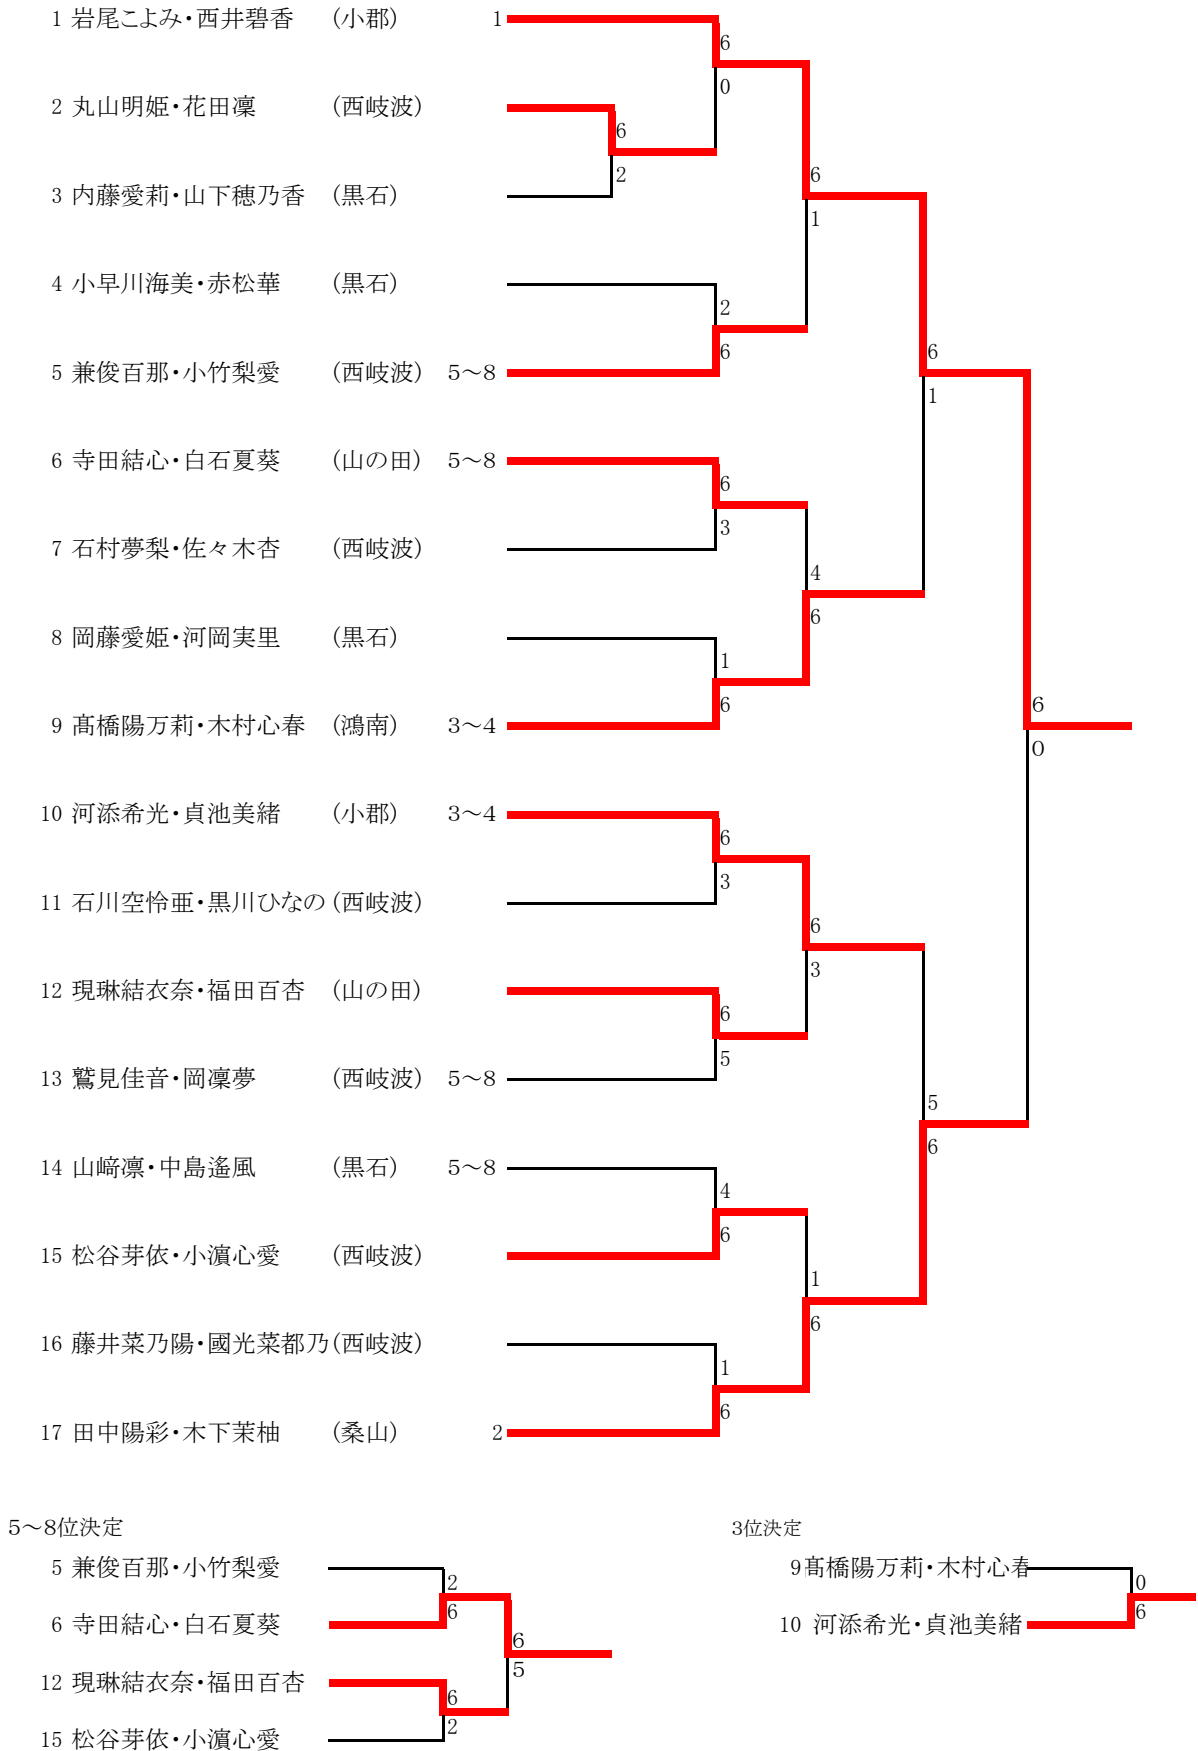 1 岩尾こよみ・西井碧香 (小郡) 1
6
0
2 丸山明姫・花田凜 (西岐波)
6
2
3 内藤愛莉・山下穂乃香 (黒石)
6
1
4 小早川海美・赤松華 (黒石)
2
6
5 兼俊百那・小竹梨愛 (西岐波) 5～8
6
1
6 寺田結心・白石夏葵 (山の田) 5～8
6
3
7 石村夢梨・佐々木杏 (西岐波)
4
6
8 岡藤愛姫・河岡実里 (黒石)
1
6
9 髙橋陽万莉・木村心春 (鴻南) 3～4
6
0
10 河添希光・貞池美緒 (小郡) 3～4
6
3
11 石川空怜亜・黒川ひなの (西岐波)
6
3
12 現琳結衣奈・福田百杏 (山の田)
6
5
13 鷲見佳音・岡凜夢 (西岐波) 5～8
5
6
14 山﨑凛・中島遙風 (黒石) 5～8
4
6
15 松谷芽依・小濵心愛 (西岐波)
1
6
16 藤井菜乃陽・國光菜都乃 (西岐波)
1
6
17 田中陽彩・木下茉柚 (桑山) 2
5～8位決定
5 兼俊百那・小竹梨愛
2
6
6 寺田結心・白石夏葵
6
5
12 現琳結衣奈・福田百杏
6
2
15 松谷芽依・小濵心愛
3位決定
9 髙橋陽万莉・木村心春
0
6
10 河添希光・貞池美緒